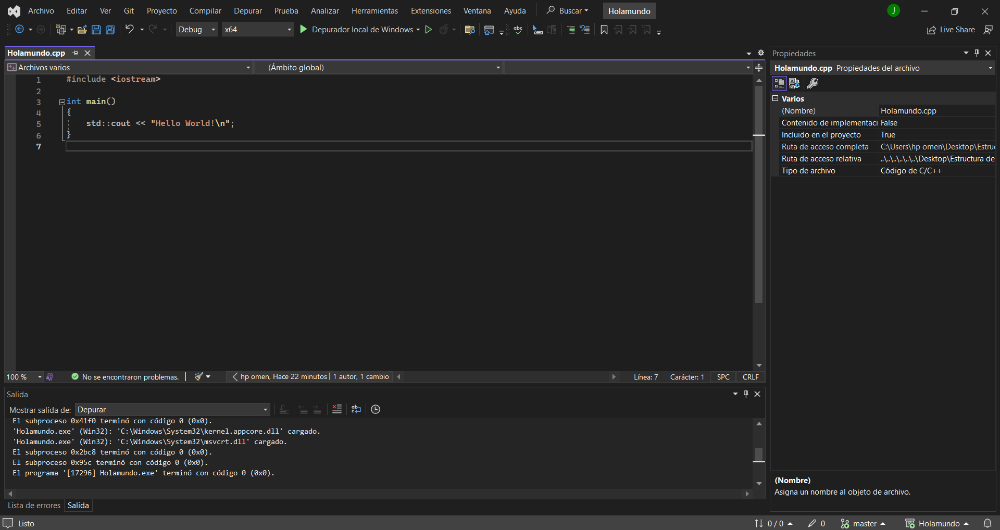 Archivo Editar Ver Git Proyecto Compilar Depurar Prueba Analizar Herramientas Extensiones Ventana Ayuda Buscar Holamundo J
Debug x64 Depurador local de Windows abc Live Share
Holamundo.cpp
Archivos varios (Ámbito global)
1 #include <iostream>
2
3 int main()
4 {
5 std::cout << "Hello World!\n";
6 }
7
100 % No se encontraron problemas. hp omen, Hace 22 minutos | 1 autor, 1 cambio Línea: 7 Carácter: 1 SPC CRLF
Salida
Mostrar salida de: Depurar
El subproceso 0x41f0 terminó con código 0 (0x0).
'Holamundo.exe' (Win32): 'C:\Windows\System32\kernel.appcore.dll' cargado.
'Holamundo.exe' (Win32): 'C:\Windows\System32\msvcrt.dll' cargado.
El subproceso 0x2bc8 terminó con código 0 (0x0).
El subproceso 0x95c terminó con código 0 (0x0).
El programa '[17296] Holamundo.exe' terminó con código 0 (0x0).
Lista de errores Salida
Propiedades
Holamundo.cpp Propiedades del archivo
Varios
(Nombre) Holamundo.cpp
Contenido de implementaci False
Incluido en el proyecto True
Ruta de acceso completa C:\Users\hp omen\Desktop\Estruc
Ruta de acceso relativa ..\..\..\..\..\..\Desktop\Estructura de
Tipo de archivo Código de C/C++
(Nombre)
Asigna un nombre al objeto de archivo.
Listo 0 / 0 0 master Holamundo